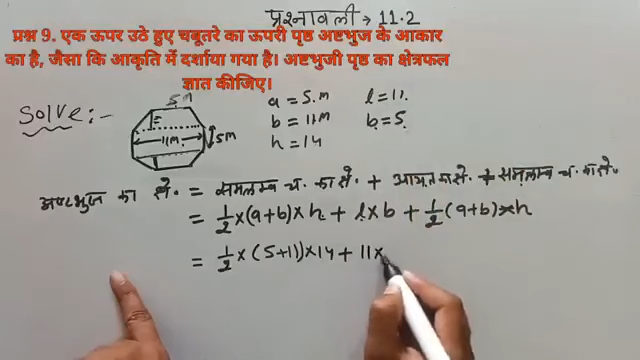 प्रश्नावली → 11.2
प्रश्न 9. एक ऊपर उठे हुए चबूतरे का ऊपरी पृष्ठ अष्टभुज के आकार
का है, जैसा कि आकृति में दर्शाया गया है। अष्टभुजी पृष्ठ का क्षेत्रफल
ज्ञात कीजिए।
Solve:-
5 m
11m.
5m
a = 5.m l = 11.
b = 11.m b = 5.
h = 14
अष्टभुज का क्षे. = समलम्ब च. का क्षे. + आयत का क्षे. + समलम्ब च. का क्षे.
= 1/2 × (a+b) × h + l × b + 1/2 (a+b) × h
= 1/2 × (5+11) × 14 + 11 ×